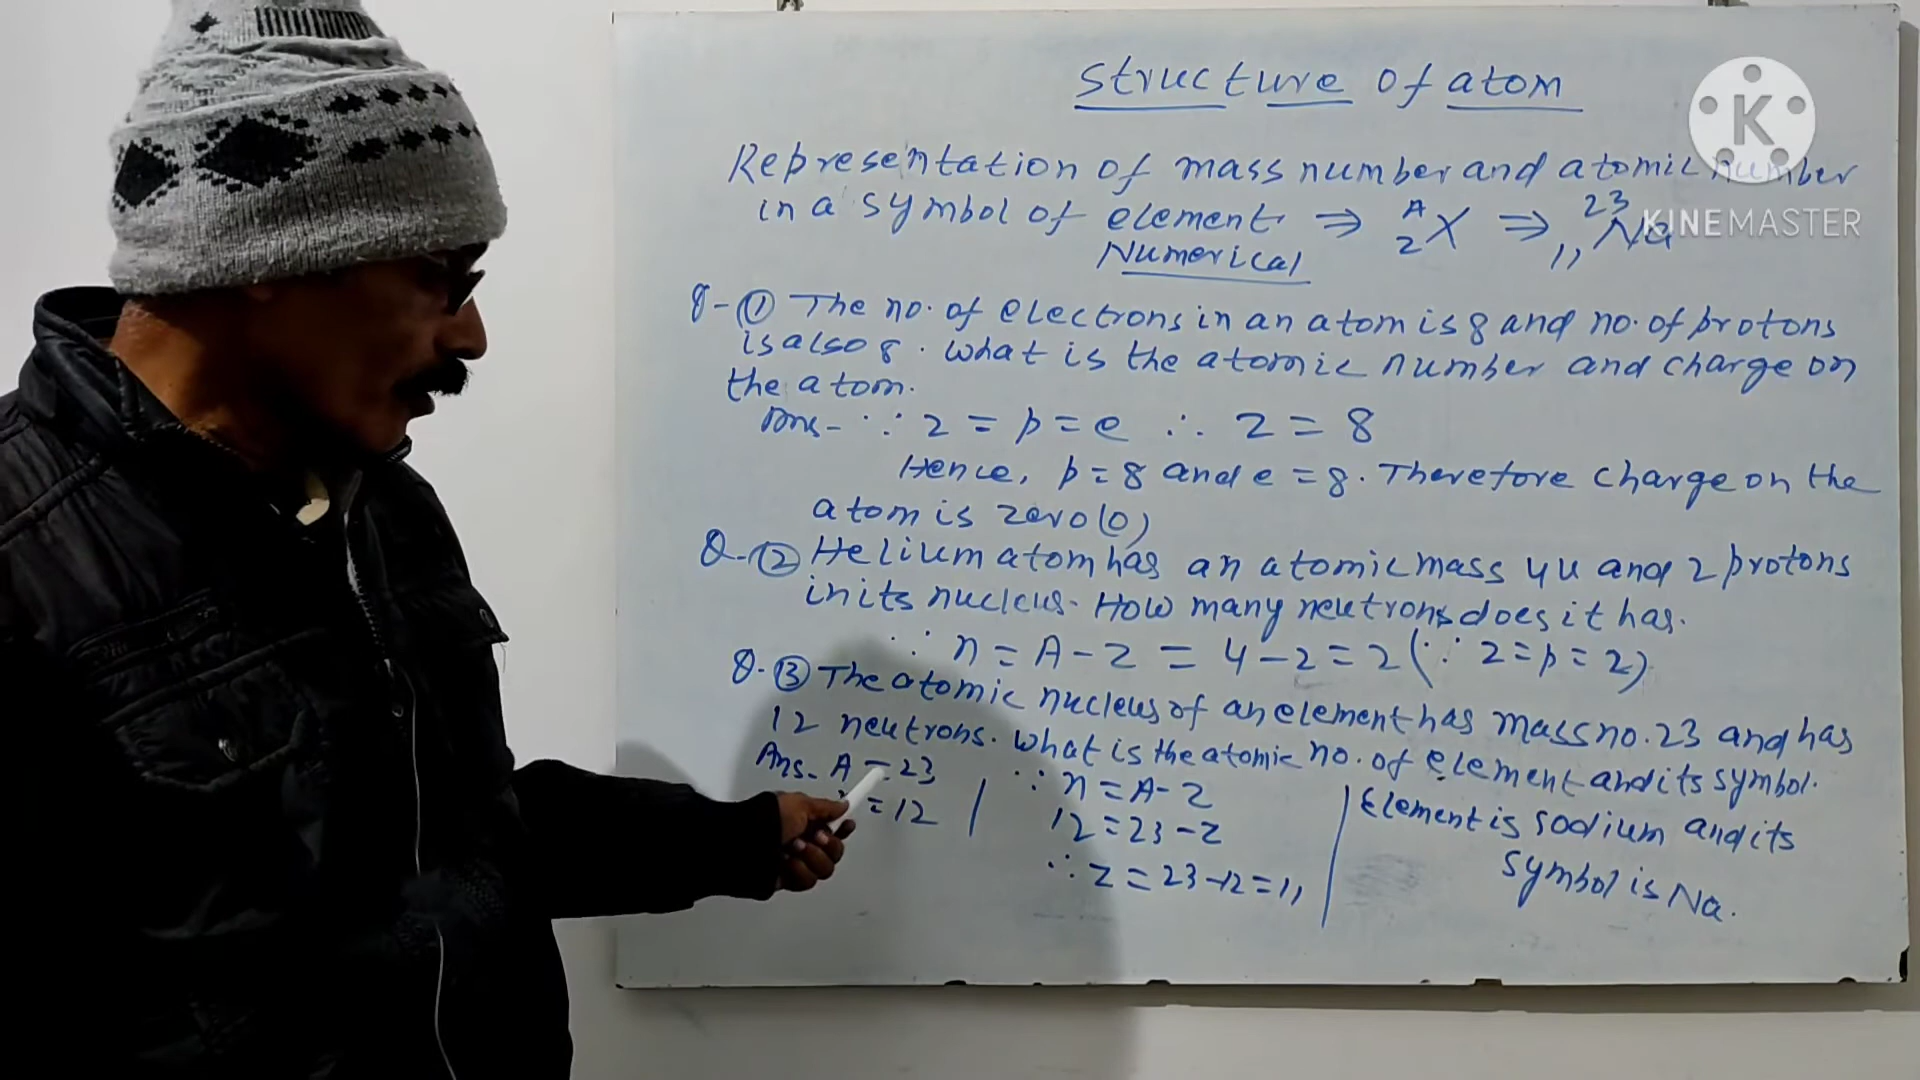 Structure of atom
K
KINEMASTER
Representation of mass number and atomic number
in a symbol of element ⇒ ᴬ₂X ⇒ ²³₁₁Na
Numerical
Q-① The no. of electrons in an atom is 8 and no. of protons
is also 8. What is the atomic number and charge on
the atom.
Ans- ∵ Z = p = e ∴ Z = 8
Hence, p = 8 and e = 8. Therefore charge on the
atom is zero(0)
Q-② Helium atom has an atomic mass 4u and 2 protons
in its nucleus. How many neutrons does it has.
∵ n = A - Z = 4 - 2 = 2 (∵ Z = p = 2)
Q-③ The atomic nucleus of an element has mass no. 23 and has
12 neutrons. What is the atomic no. of element and its symbol.
Ans- A = 23
= 12
∵ n = A - Z
12 = 23 - Z
∴ Z = 23 - 12 = 11
Element is sodium and its
symbol is Na.